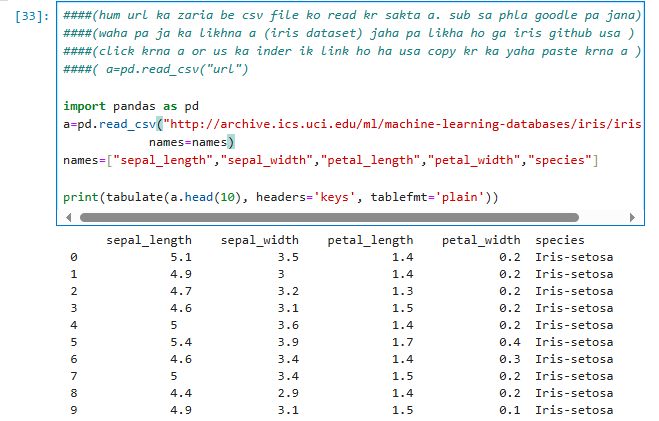 [33]: ####(hum url ka zaria be csv file ko read kr sakta a. sub sa phla goodle pa jana)
####(waha pa ja ka likhna a (iris dataset) jaha pa likha ho ga iris github usa )
####(click krna a or us ka inder ik link ho ha usa copy kr ka yaha paste krna a )
####( a=pd.read_csv("url")
import pandas as pd
a=pd.read_csv("http://archive.ics.uci.edu/ml/machine-learning-databases/iris/iris
names=names)
names=["sepal_length","sepal_width","petal_length","petal_width","species"]
print(tabulate(a.head(10), headers='keys', tablefmt='plain'))
sepal_length sepal_width petal_length petal_width species
0 5.1 3.5 1.4 0.2 Iris-setosa
1 4.9 3 1.4 0.2 Iris-setosa
2 4.7 3.2 1.3 0.2 Iris-setosa
3 4.6 3.1 1.5 0.2 Iris-setosa
4 5 3.6 1.4 0.2 Iris-setosa
5 5.4 3.9 1.7 0.4 Iris-setosa
6 4.6 3.4 1.4 0.3 Iris-setosa
7 5 3.4 1.5 0.2 Iris-setosa
8 4.4 2.9 1.4 0.2 Iris-setosa
9 4.9 3.1 1.5 0.1 Iris-setosa